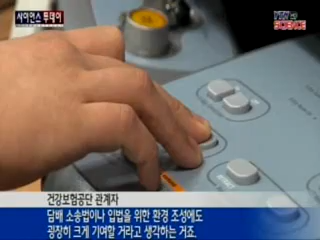 사이언스 투데이
YTN
SCIENCE
건강보험공단 관계자
담배 소송법이나 입법을 위한 환경 조성에도
굉장히 크게 기여할 거라고 생각하는 거죠.